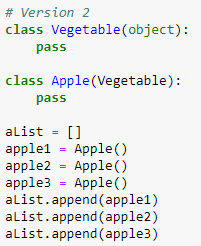 # Version 2
class Vegetable(object):
    pass

class Apple(Vegetable):
    pass

aList = []
apple1 = Apple()
apple2 = Apple()
apple3 = Apple()
aList.append(apple1)
aList.append(apple2)
aList.append(apple3)